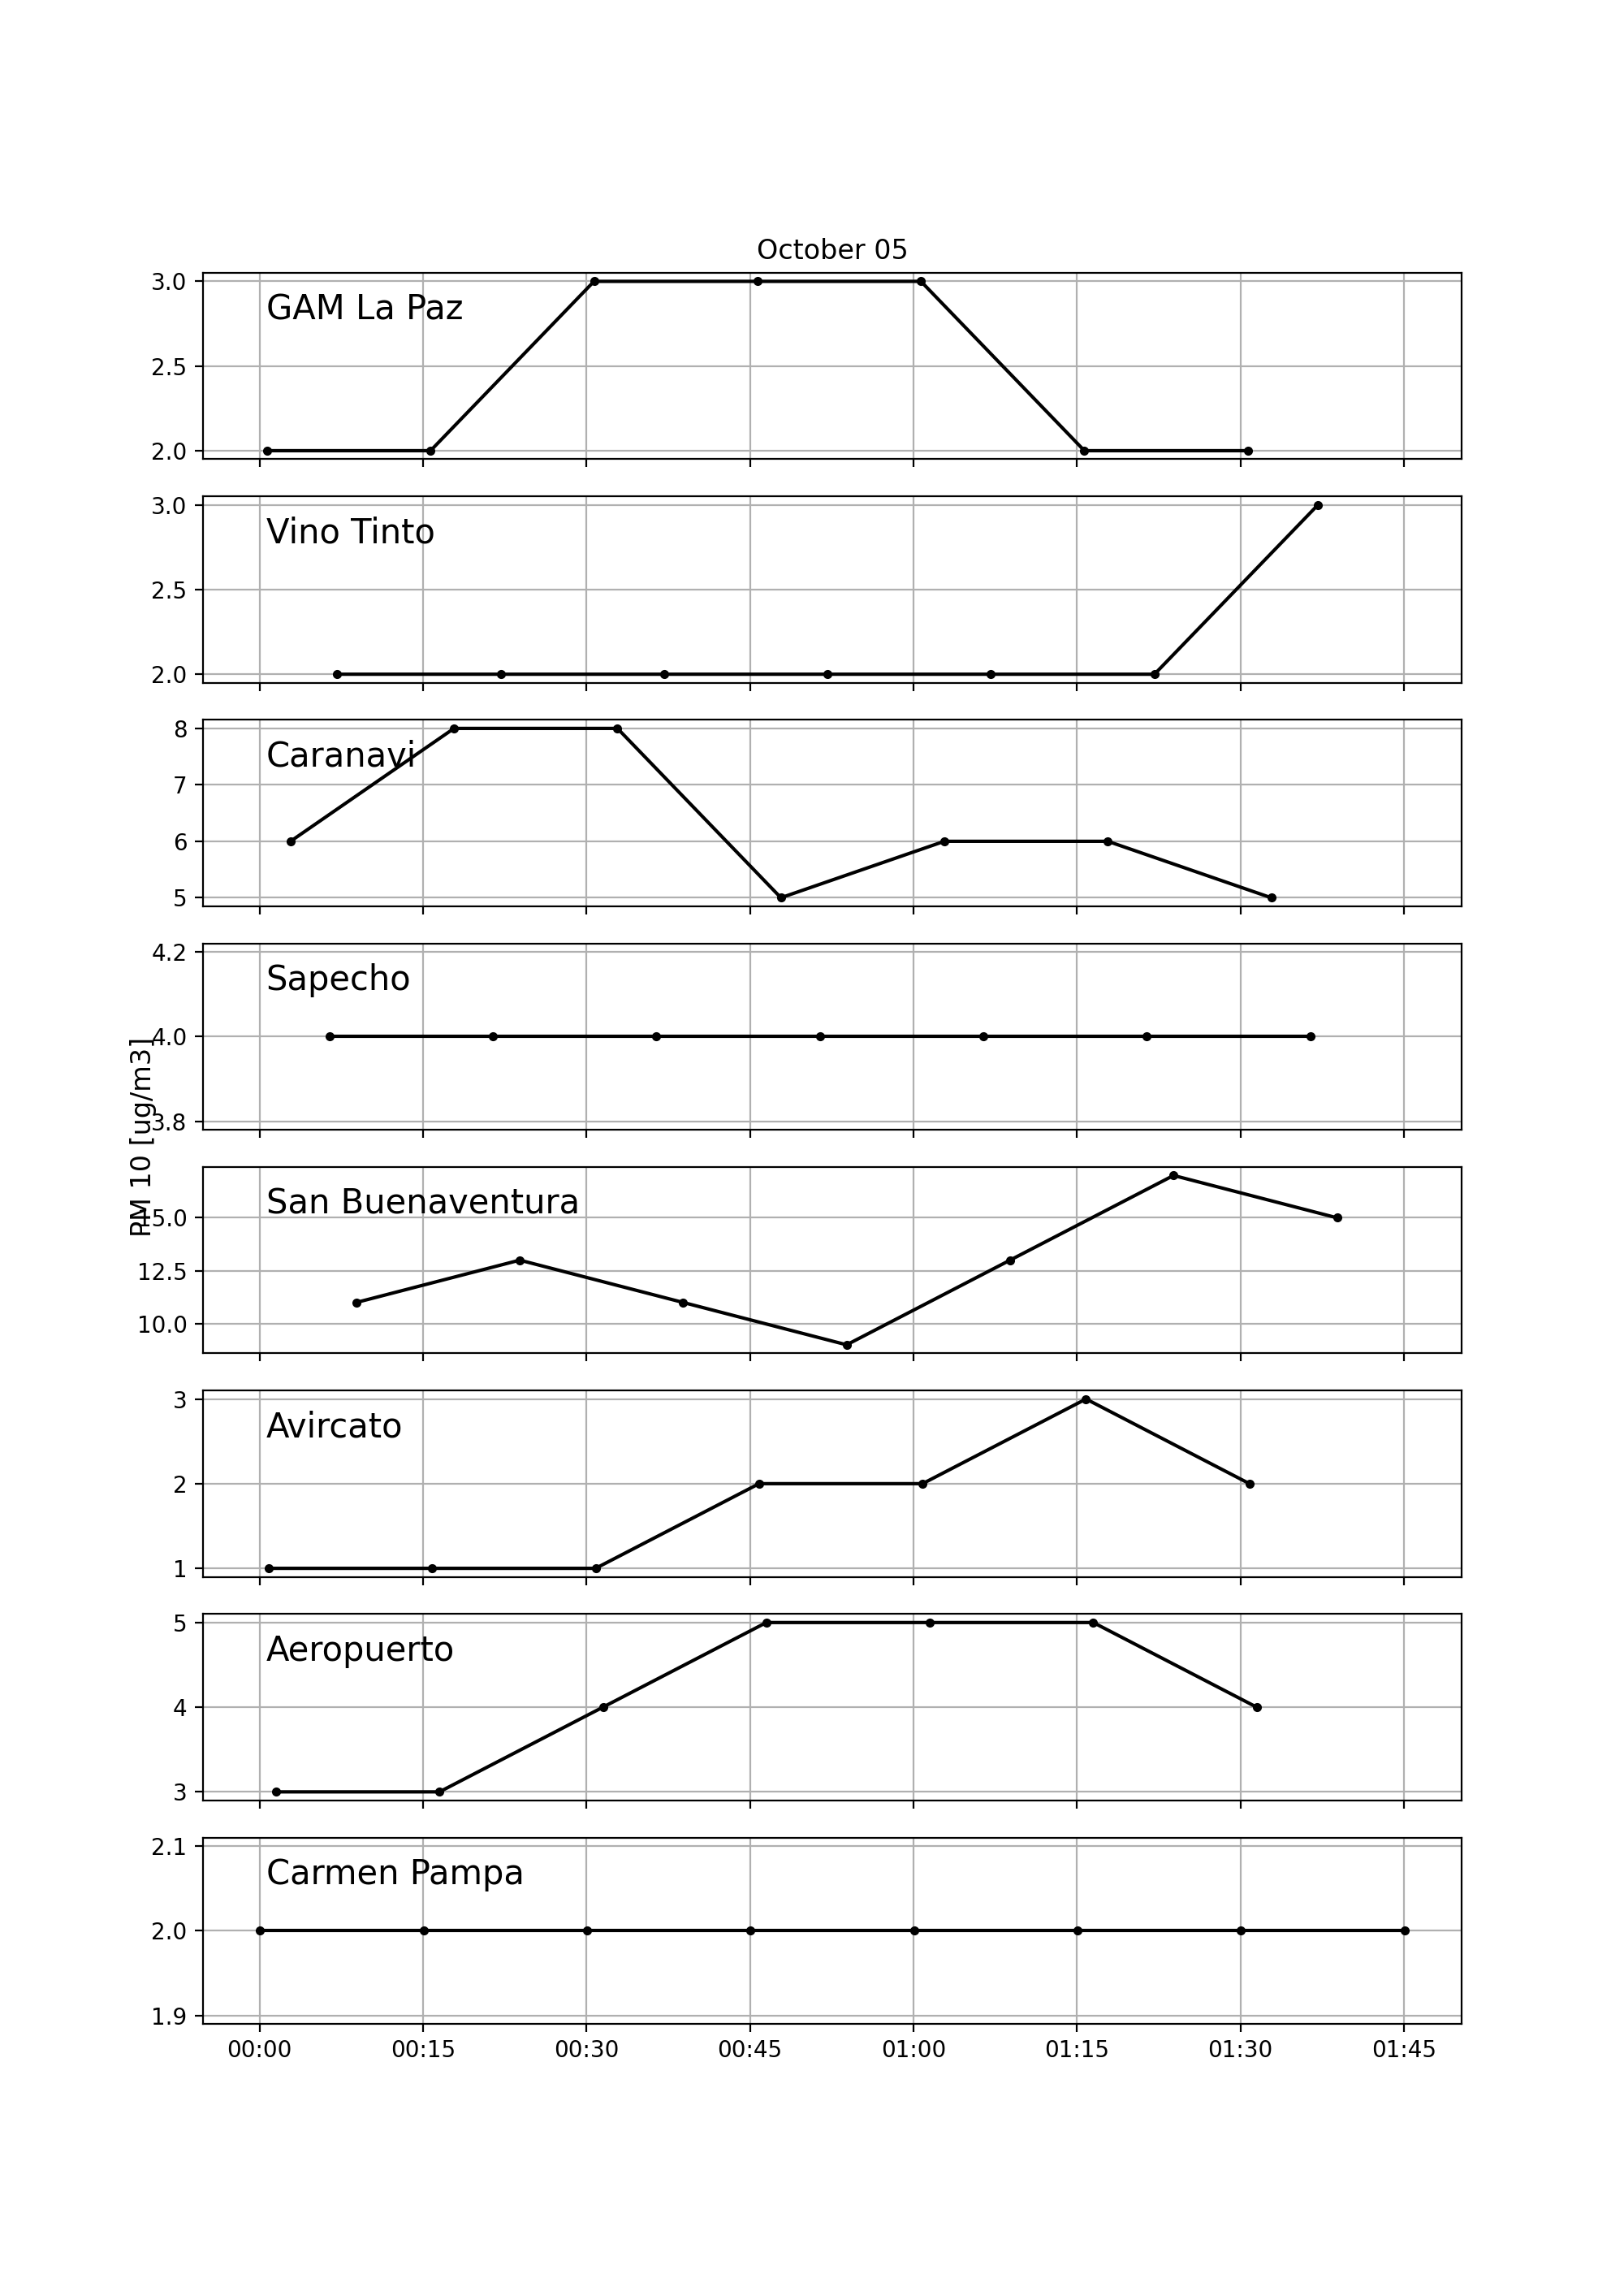 October 05
3.0
GAM La Paz
2.5
2.0
3.0
Vino Tinto
2.5
2.0
8
Caranavi
7
6
5
4.2
Sapecho
4.0
3.8
PM 10 [ug/m3]
San Buenaventura
15.0
12.5
10.0
3
Avircato
2
1
5
Aeropuerto
4
3
2.1
Carmen Pampa
2.0
1.9
00:00 00:15 00:30 00:45 01:00 01:15 01:30 01:45